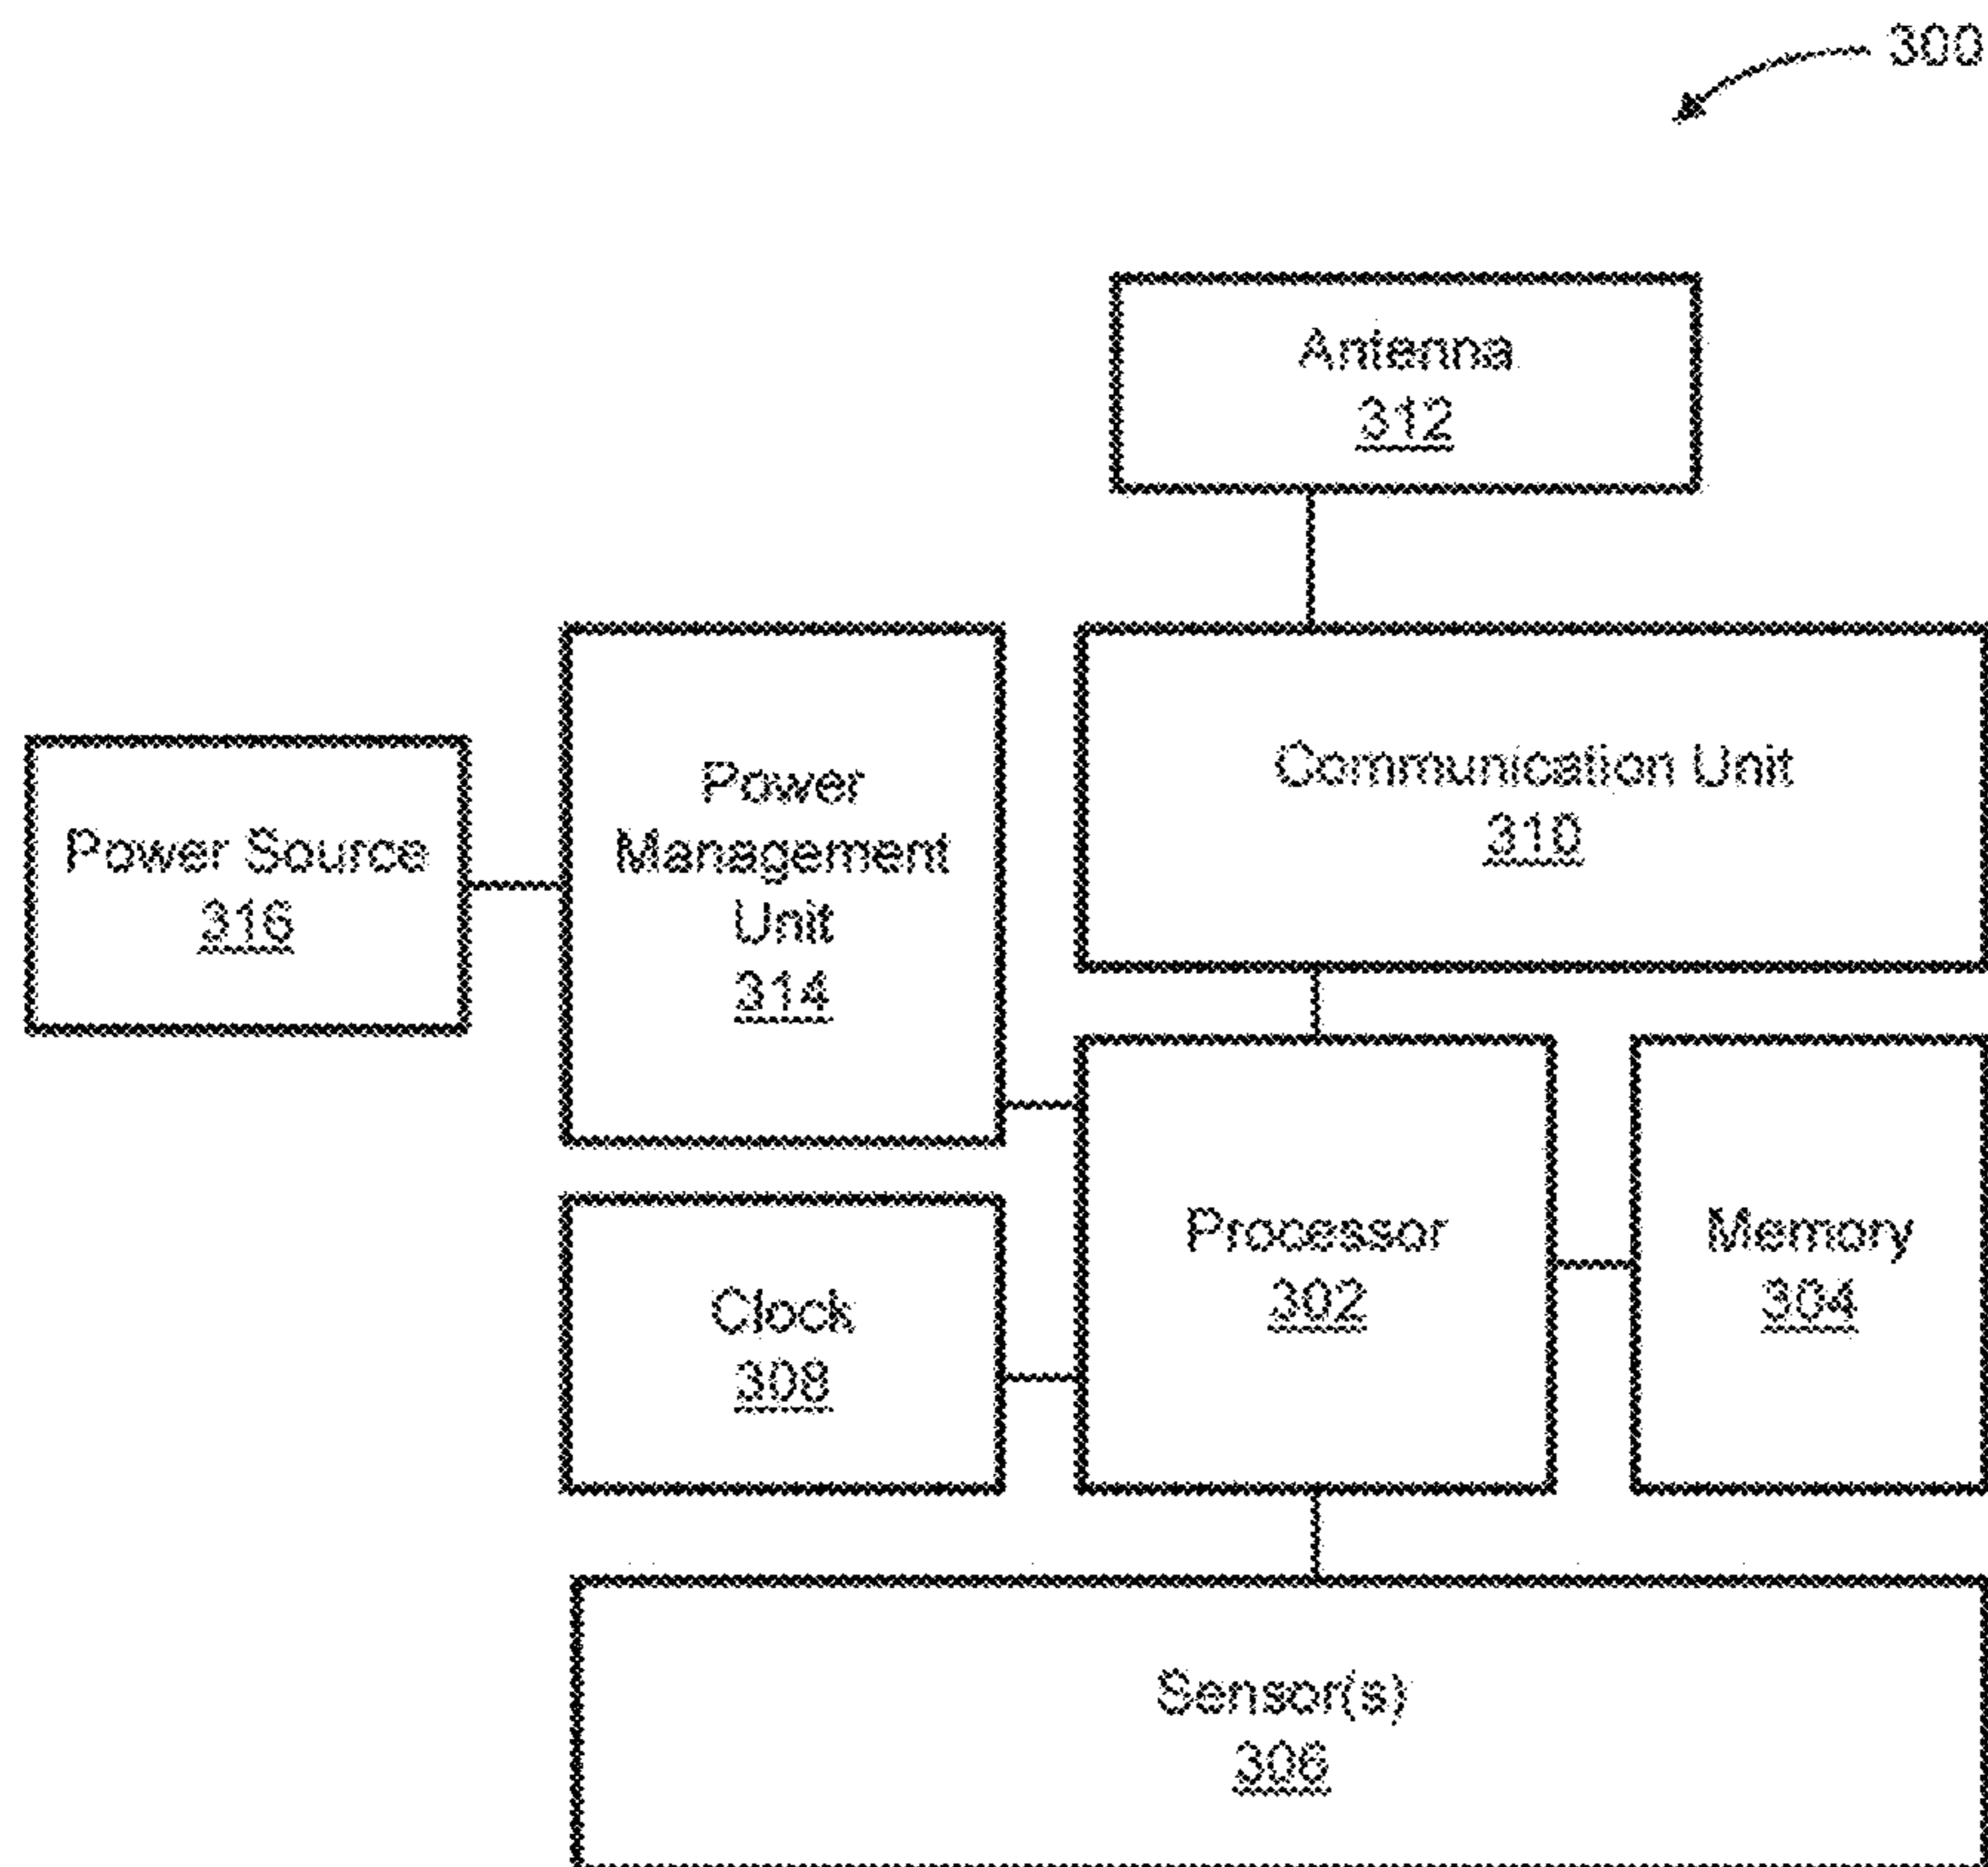 300
Antenna
312
Communication Unit
310
Power
Management
Unit
314
Power Source
316
Processor
302
Memory
304
Clock
308
Sensor(s)
306